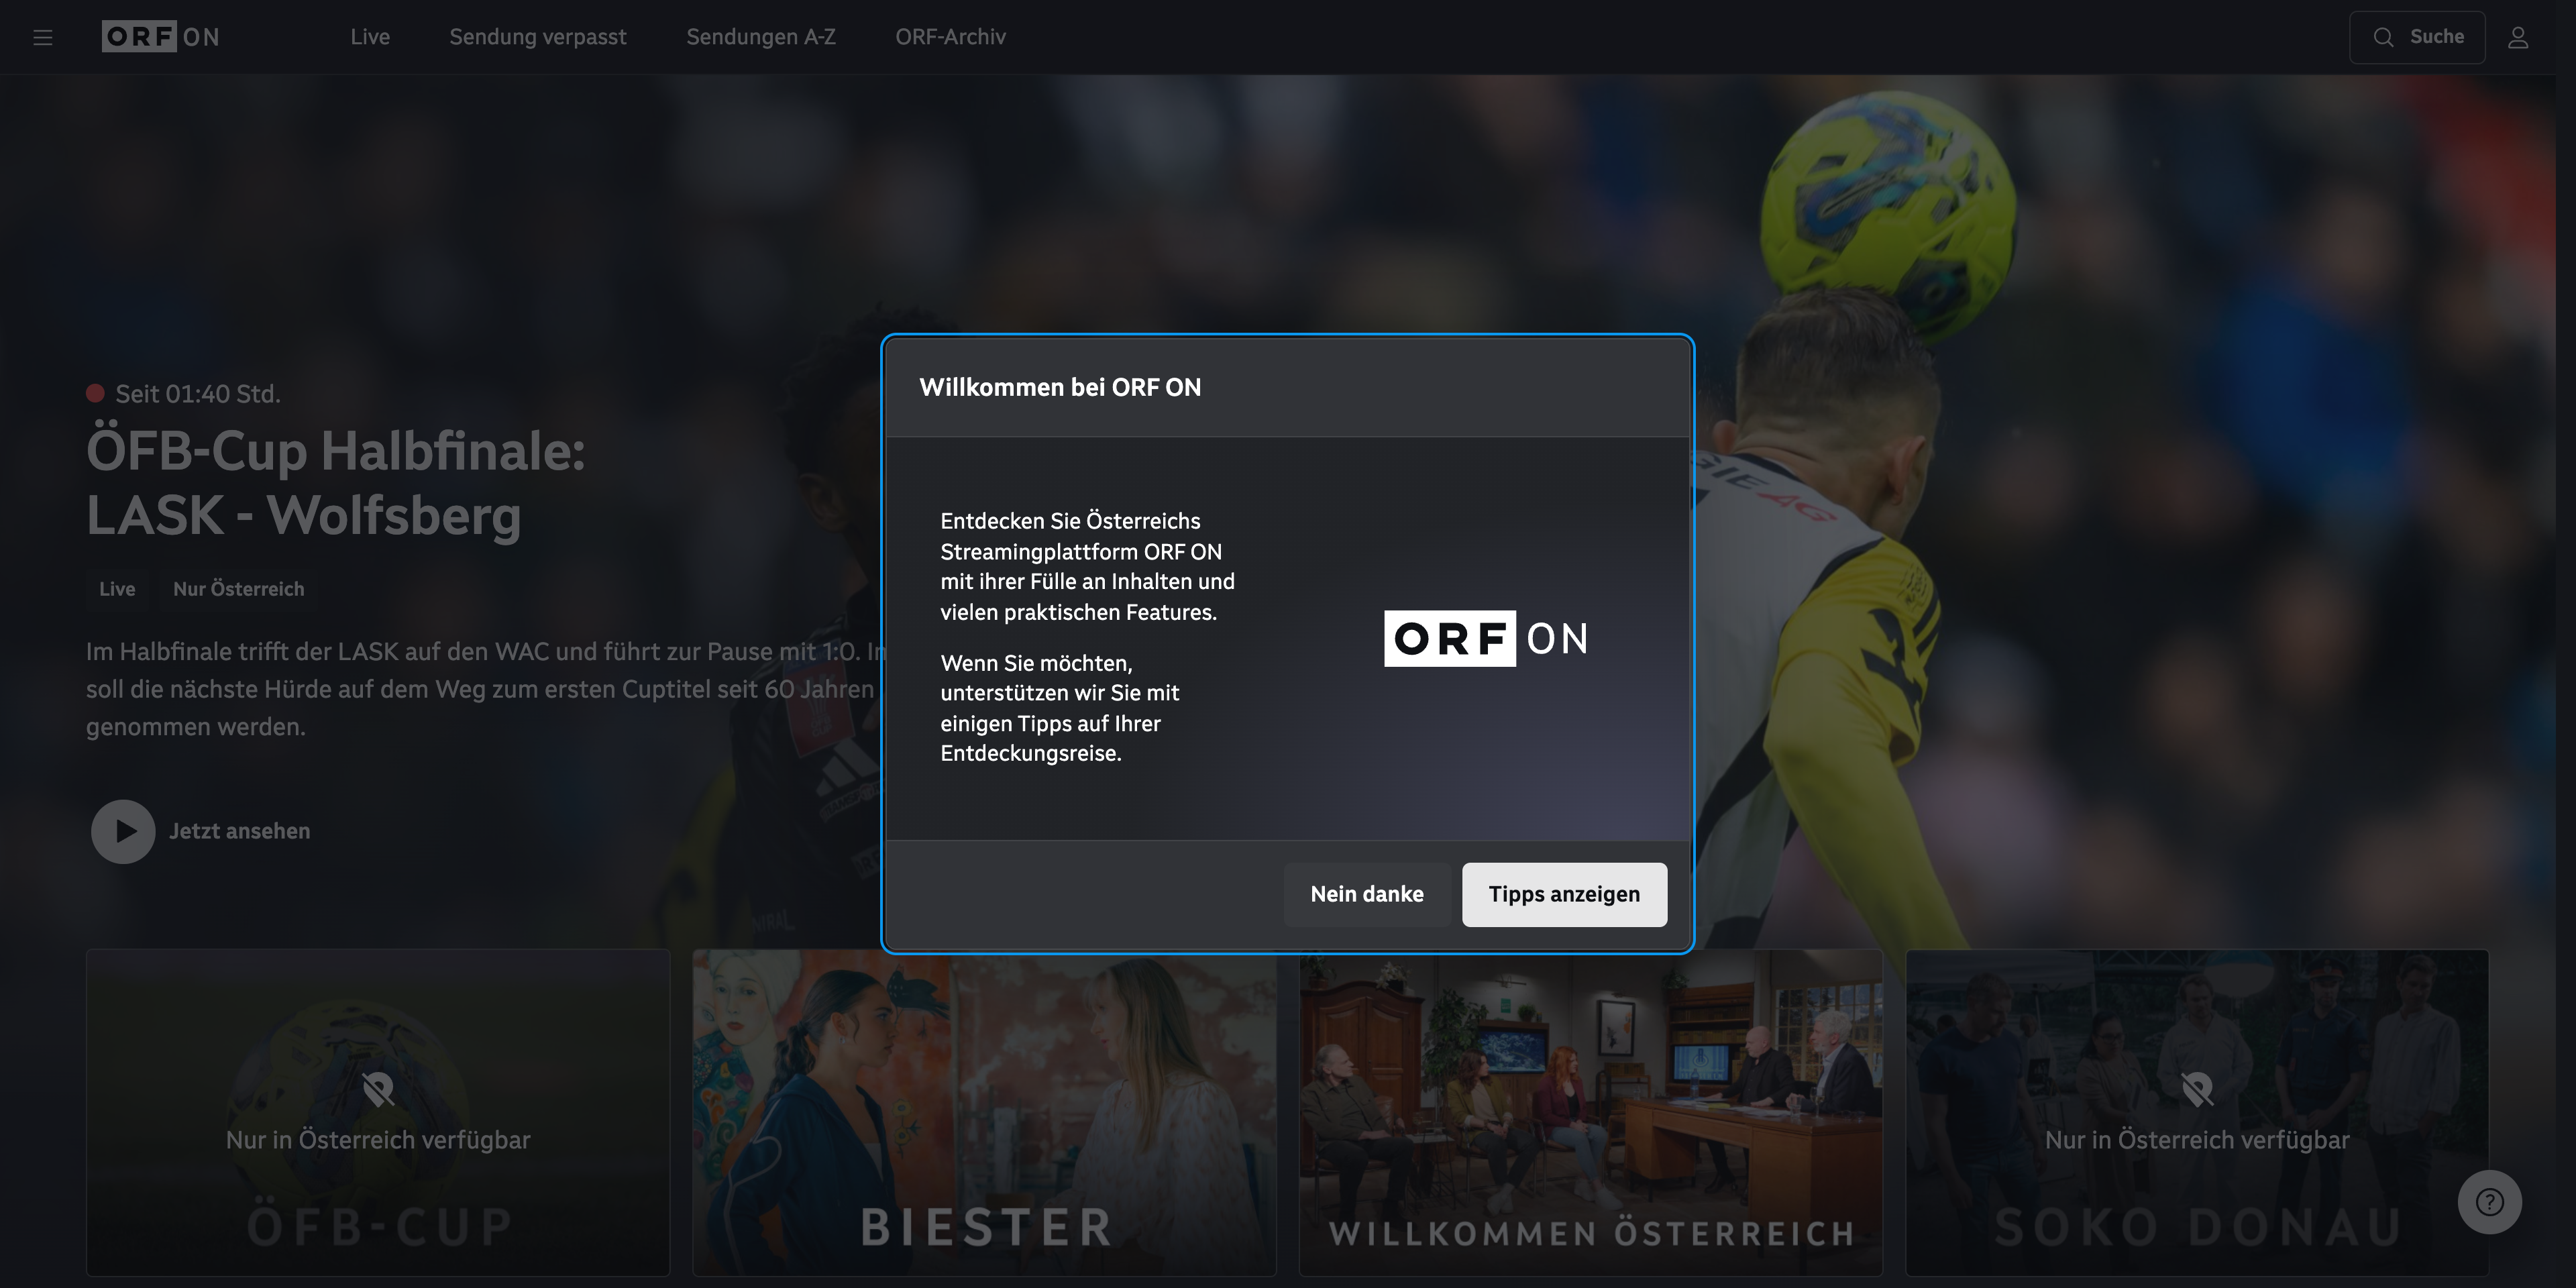 ORF ON
Live
Sendung verpasst
Sendungen A-Z
ORF-Archiv
Suche
Seit 01:40 Std.
ÖFB-Cup Halbfinale:
LASK - Wolfsberg
Live
Nur Österreich
Im Halbfinale trifft der LASK auf den WAC und führt zur Pause mit 1:0.
soll die nächste Hürde auf dem Weg zum ersten Cuptitel seit 60 Jahren
genommen werden.
Jetzt ansehen
Willkommen bei ORF ON
Entdecken Sie Österreichs
Streamingplattform ORF ON
mit ihrer Fülle an Inhalten und
vielen praktischen Features.
Wenn Sie möchten,
unterstützen wir Sie mit
einigen Tipps auf Ihrer
Entdeckungsreise.
ORF ON
Nein danke
Tipps anzeigen
Nur in Österreich verfügbar
ÖFB-CUP
BIESTER
WILLKOMMEN ÖSTERREICH
Nur in Österreich verfügbar
SOKO DONAU
?